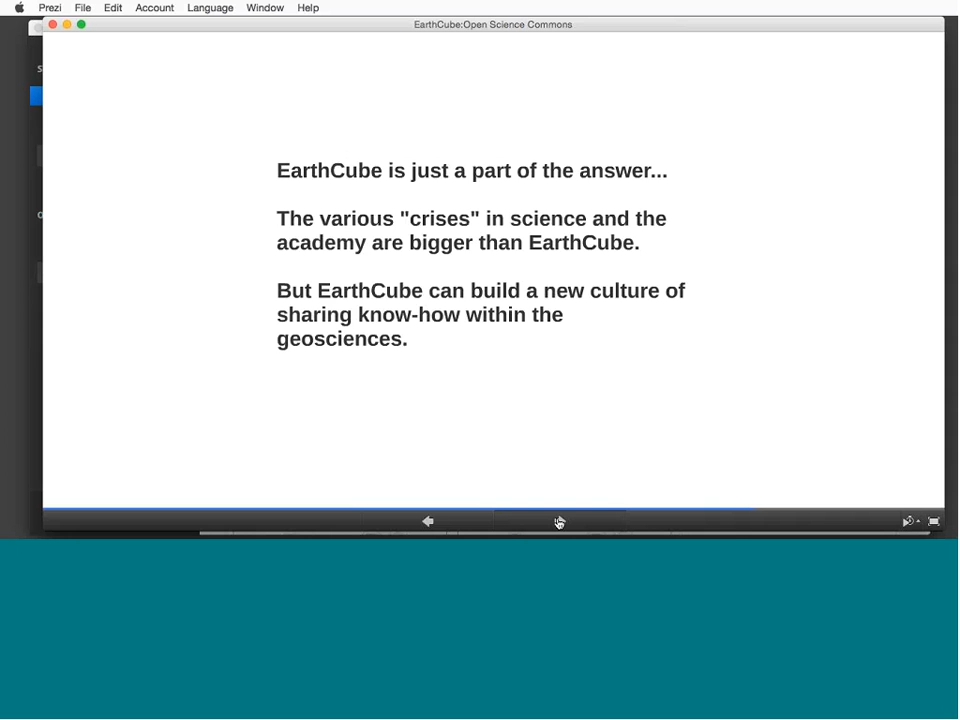 Prezi File Edit Account Language Window Help
EarthCube:Open Science Commons
EarthCube is just a part of the answer...
The various "crises" in science and the
academy are bigger than EarthCube.
But EarthCube can build a new culture of
sharing know-how within the
geosciences.